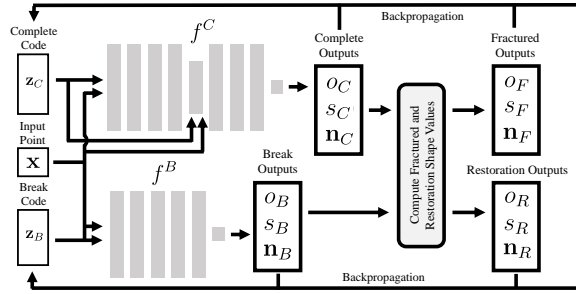 Backpropagation
Complete
Code
z_C
Input
Point
x
Break
Code
z_B
f^C
f^B
Complete
Outputs
o_C
s_C
n_C
Break
Outputs
o_B
s_B
n_B
Compute Fractured and
Restoration Shape Values
Fractured
Outputs
o_F
s_F
n_F
Restoration Outputs
o_R
s_R
n_R
Backpropagation